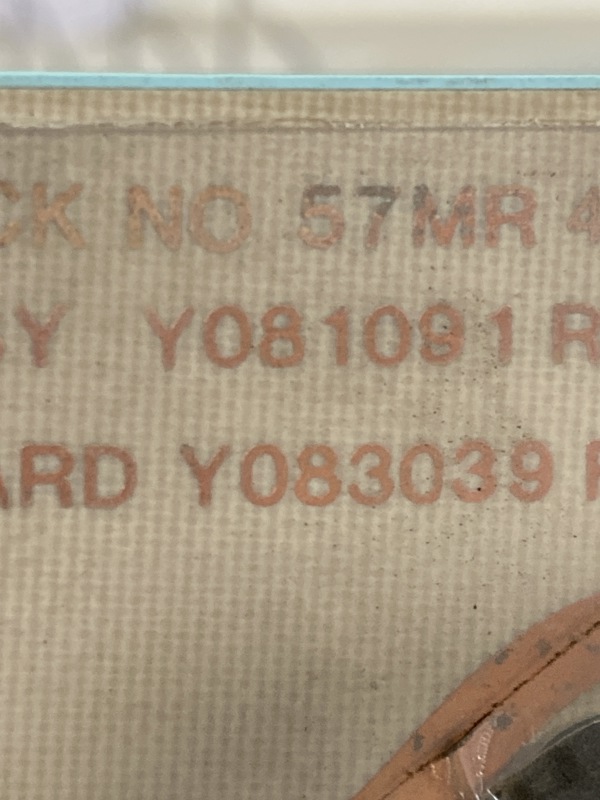 CK NO 57MR 4
SY Y081091 R
ARD Y083039 R